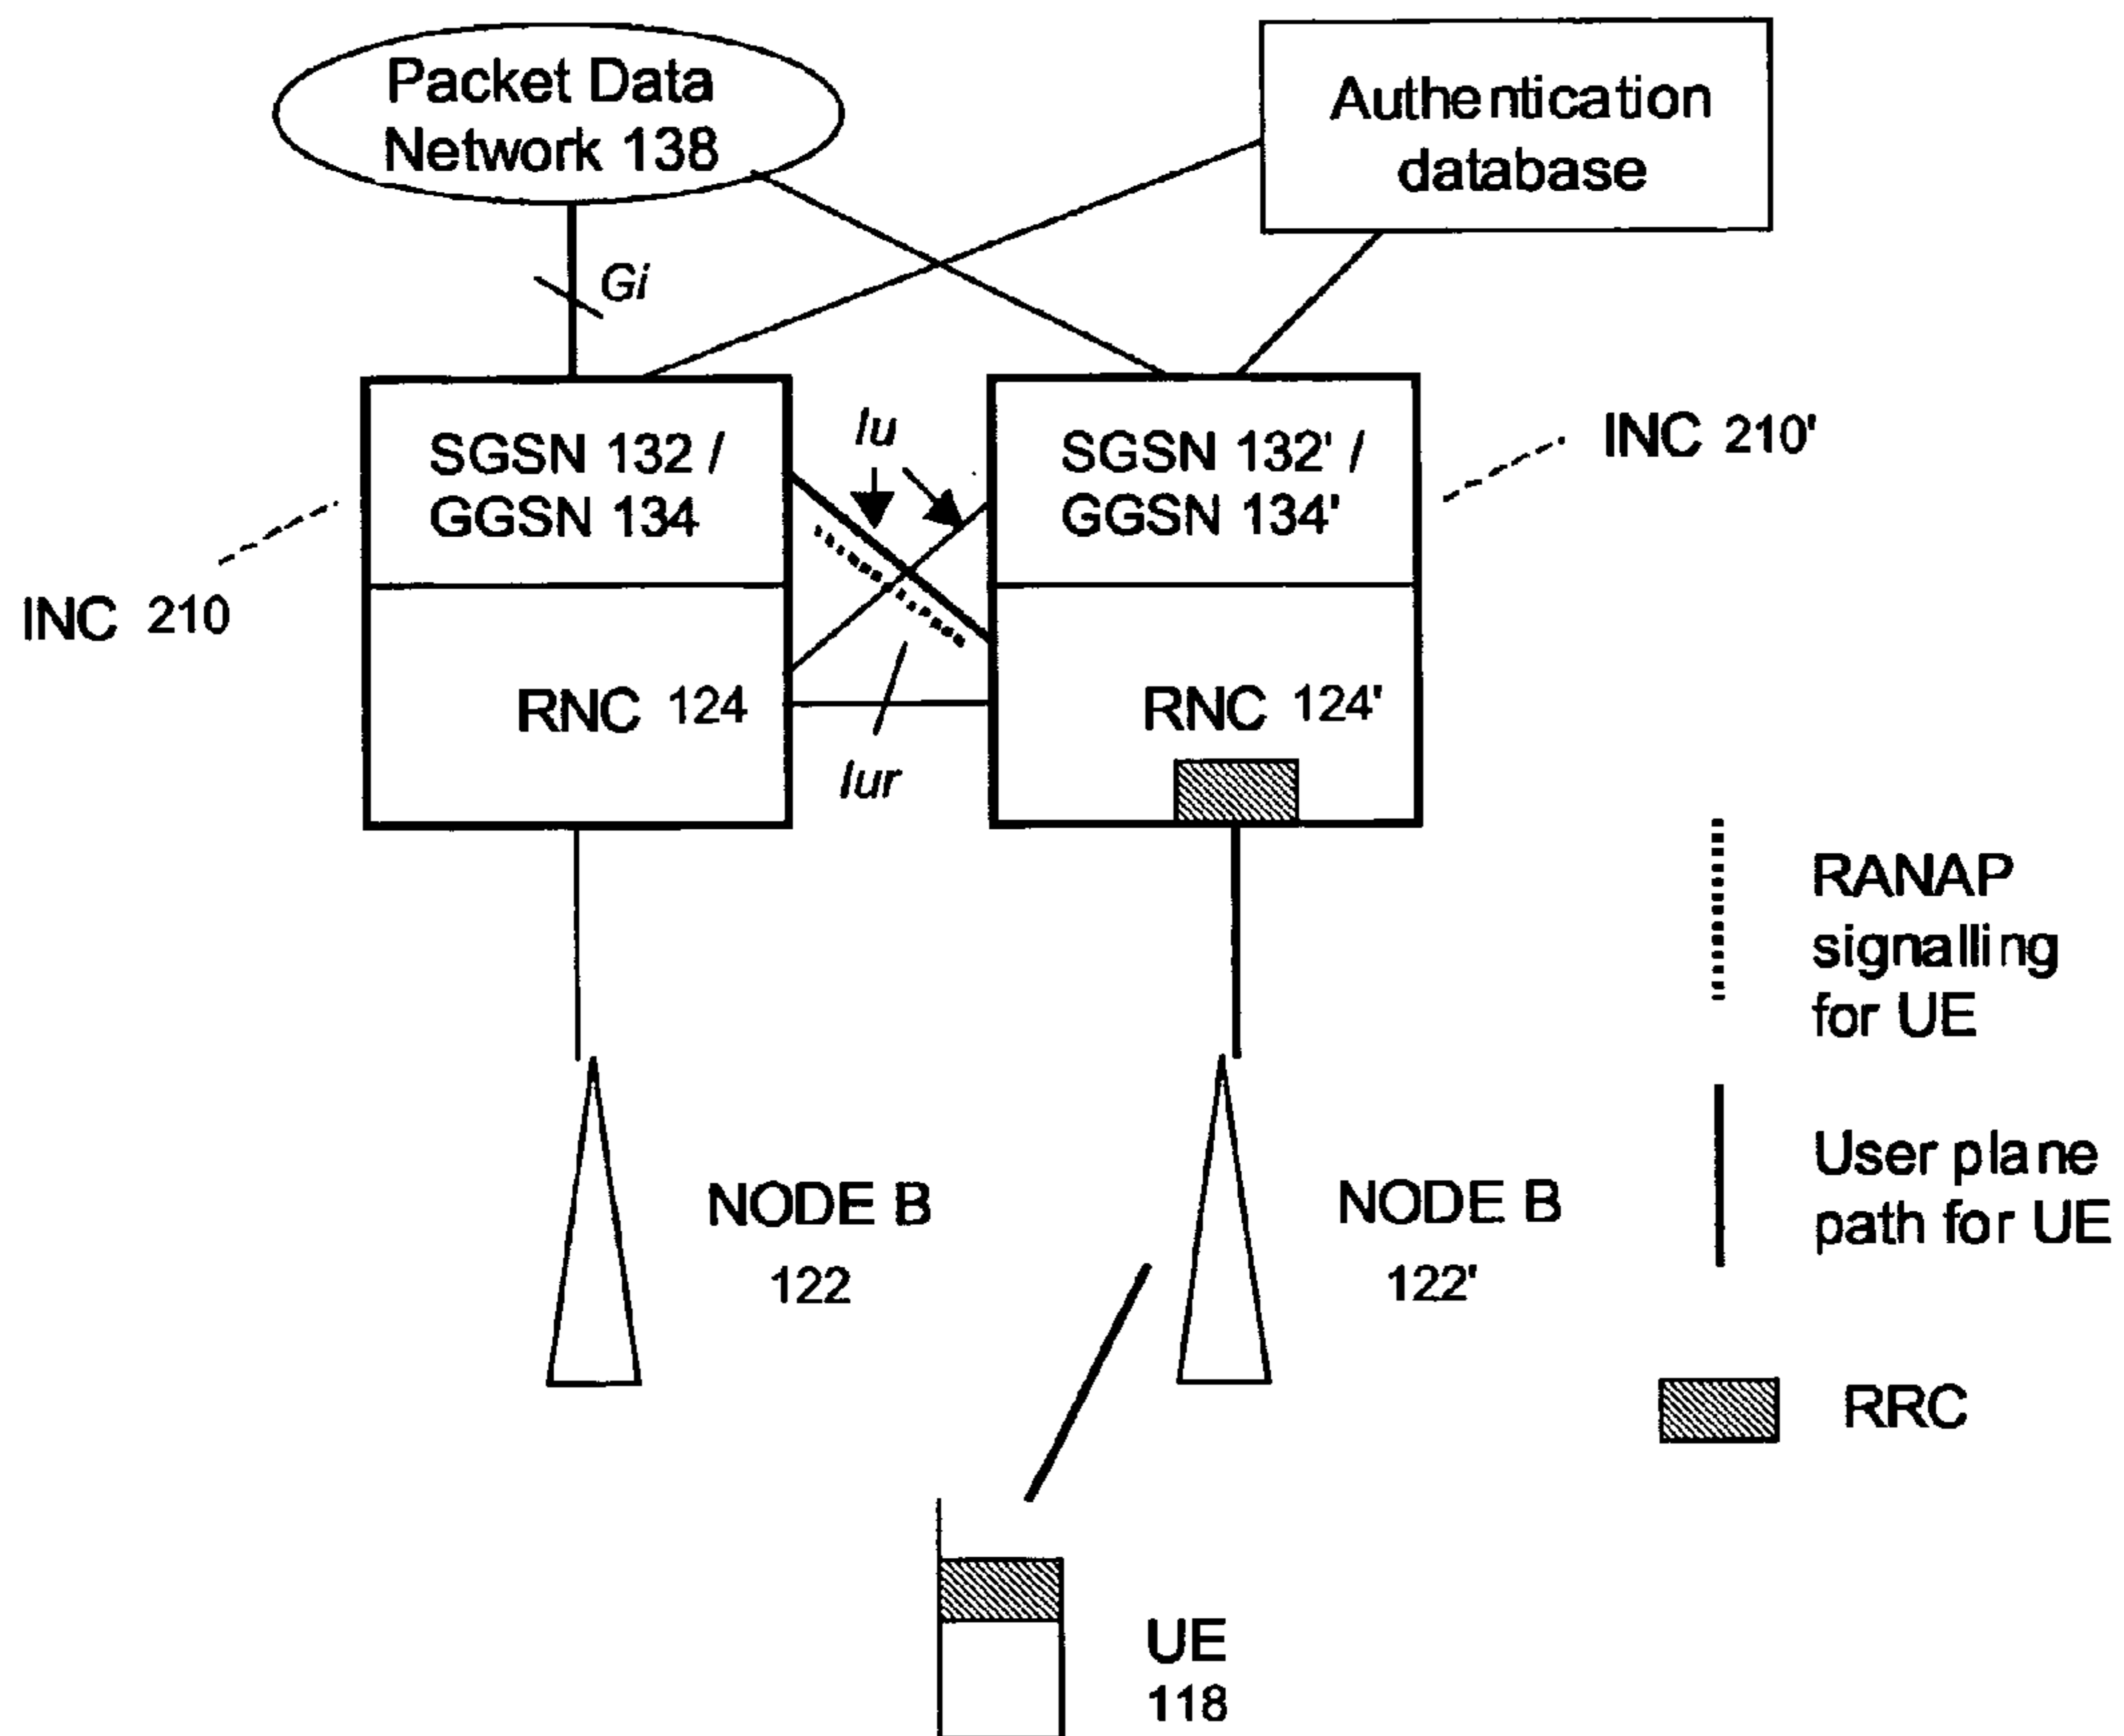 Packet Data
Network 138
Authentication
database
Gi
SGSN 132 /
GGSN 134
Iu
SGSN 132' /
GGSN 134'
INC 210'
INC 210
RNC 124
RNC 124'
Iur
RANAP
signalling
for UE
User plane
path for UE
NODE B
122
NODE B
122'
RRC
UE
118